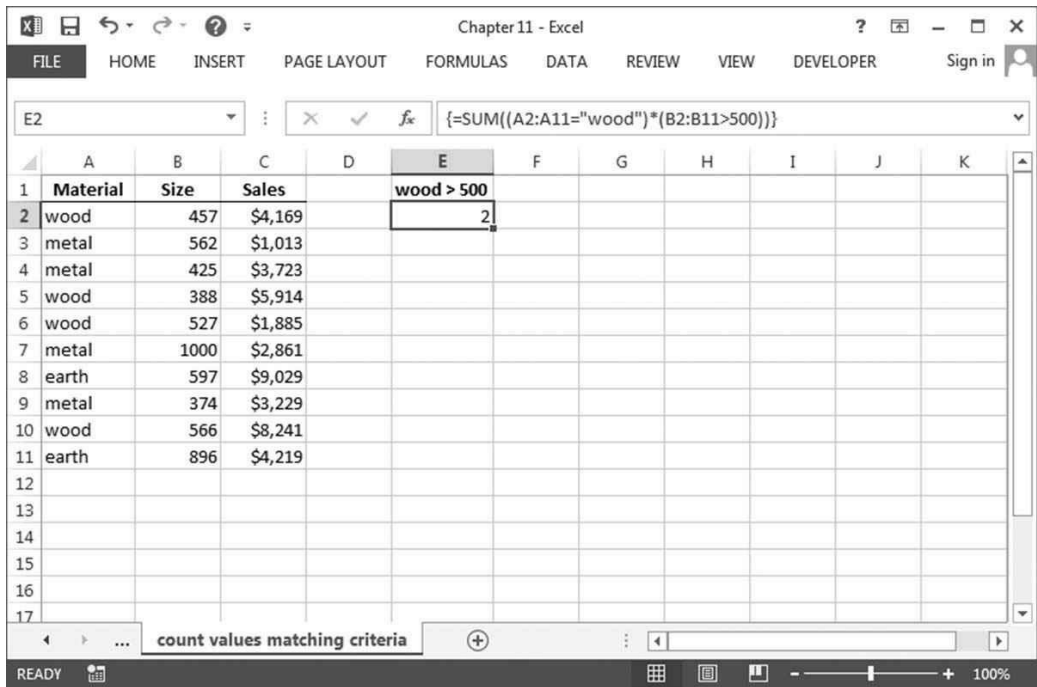 Chapter 11 - Excel
FILE HOME INSERT PAGE LAYOUT FORMULAS DATA REVIEW VIEW DEVELOPER Sign in
E2 fx {=SUM((A2:A11="wood")*(B2:B11>500))}
A B C D E F G H I J K
1 Material Size Sales wood > 500
2 wood 457 $4,169 2
3 metal 562 $1,013
4 metal 425 $3,723
5 wood 388 $5,914
6 wood 527 $1,885
7 metal 1000 $2,861
8 earth 597 $9,029
9 metal 374 $3,229
10 wood 566 $8,241
11 earth 896 $4,219
12
13
14
15
16
17
... count values matching criteria
READY 100%